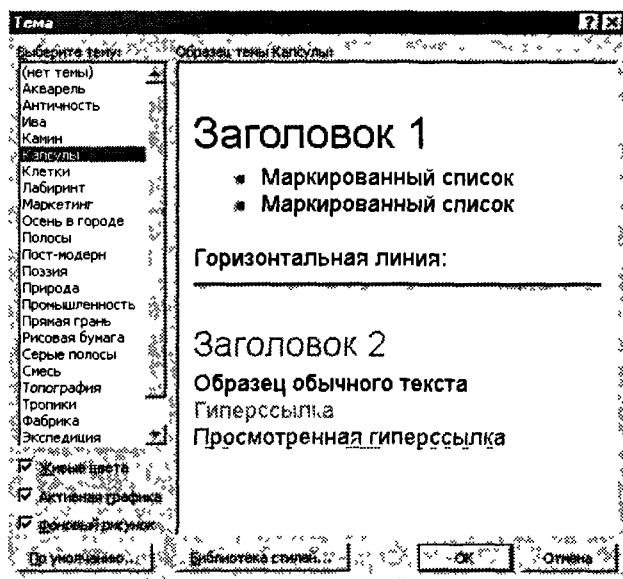 Тема
Выберите тему:
Образец темы Капсулы:
(нет темы)
Акварель
Античность
Ива
Камин
Капсулы
Клетки
Лабиринт
Маркетинг
Осень в городе
Полосы
Пост-модерн
Поэзия
Природа
Промышленность
Прямая грань
Рисовая бумага
Серые полосы
Смесь
Топография
Тропики
Фабрика
Экспедиция
Живые цвета
Активная графика
Фоновый рисунок
Заголовок 1
Маркированный список
Маркированный список
Горизонтальная линия:
Заголовок 2
Образец обычного текста
Гиперссылка
Просмотренная гиперссылка
По умолчанию...
Библиотека стилей...
ОК
Отмена